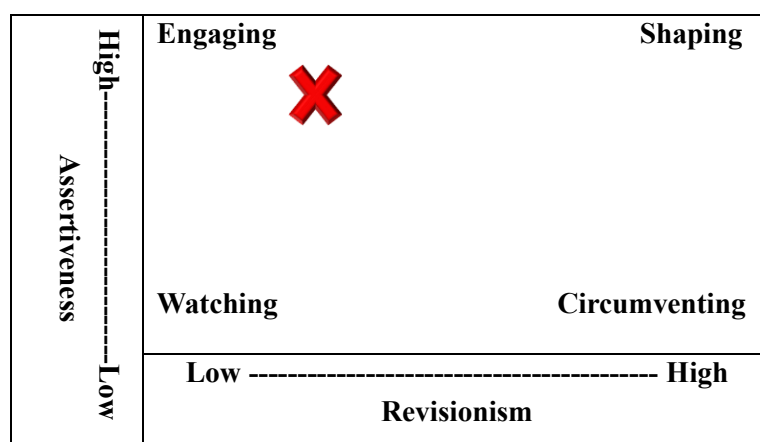 Engaging Shaping
High------------------------------Low
Assertiveness
Watching Circumventing
Low ------------------------------------------ High
Revisionism